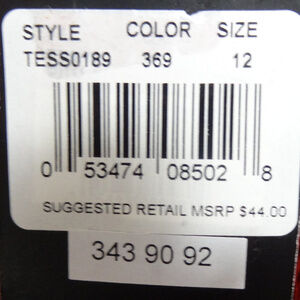 STYLE COLOR SIZE
TESS0189 369 12
0 53474 08502 8
SUGGESTED RETAIL MSRP $44.00
343 90 92